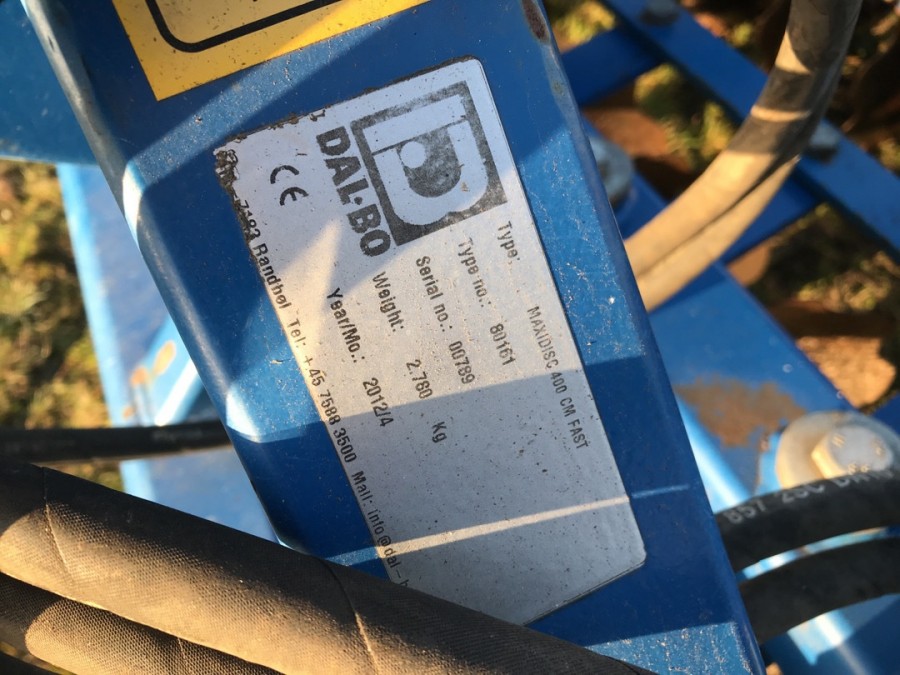 DAL-BO
CE
Type: MAXIDISC 400 CM FAST
Type no.: 80161
Serial no.: 00789
Weight: 2.780 Kg
Year/Mo.: 2012/4
7183 Randbøl Tel: +45 7588 3500 Mail: info@dal-b